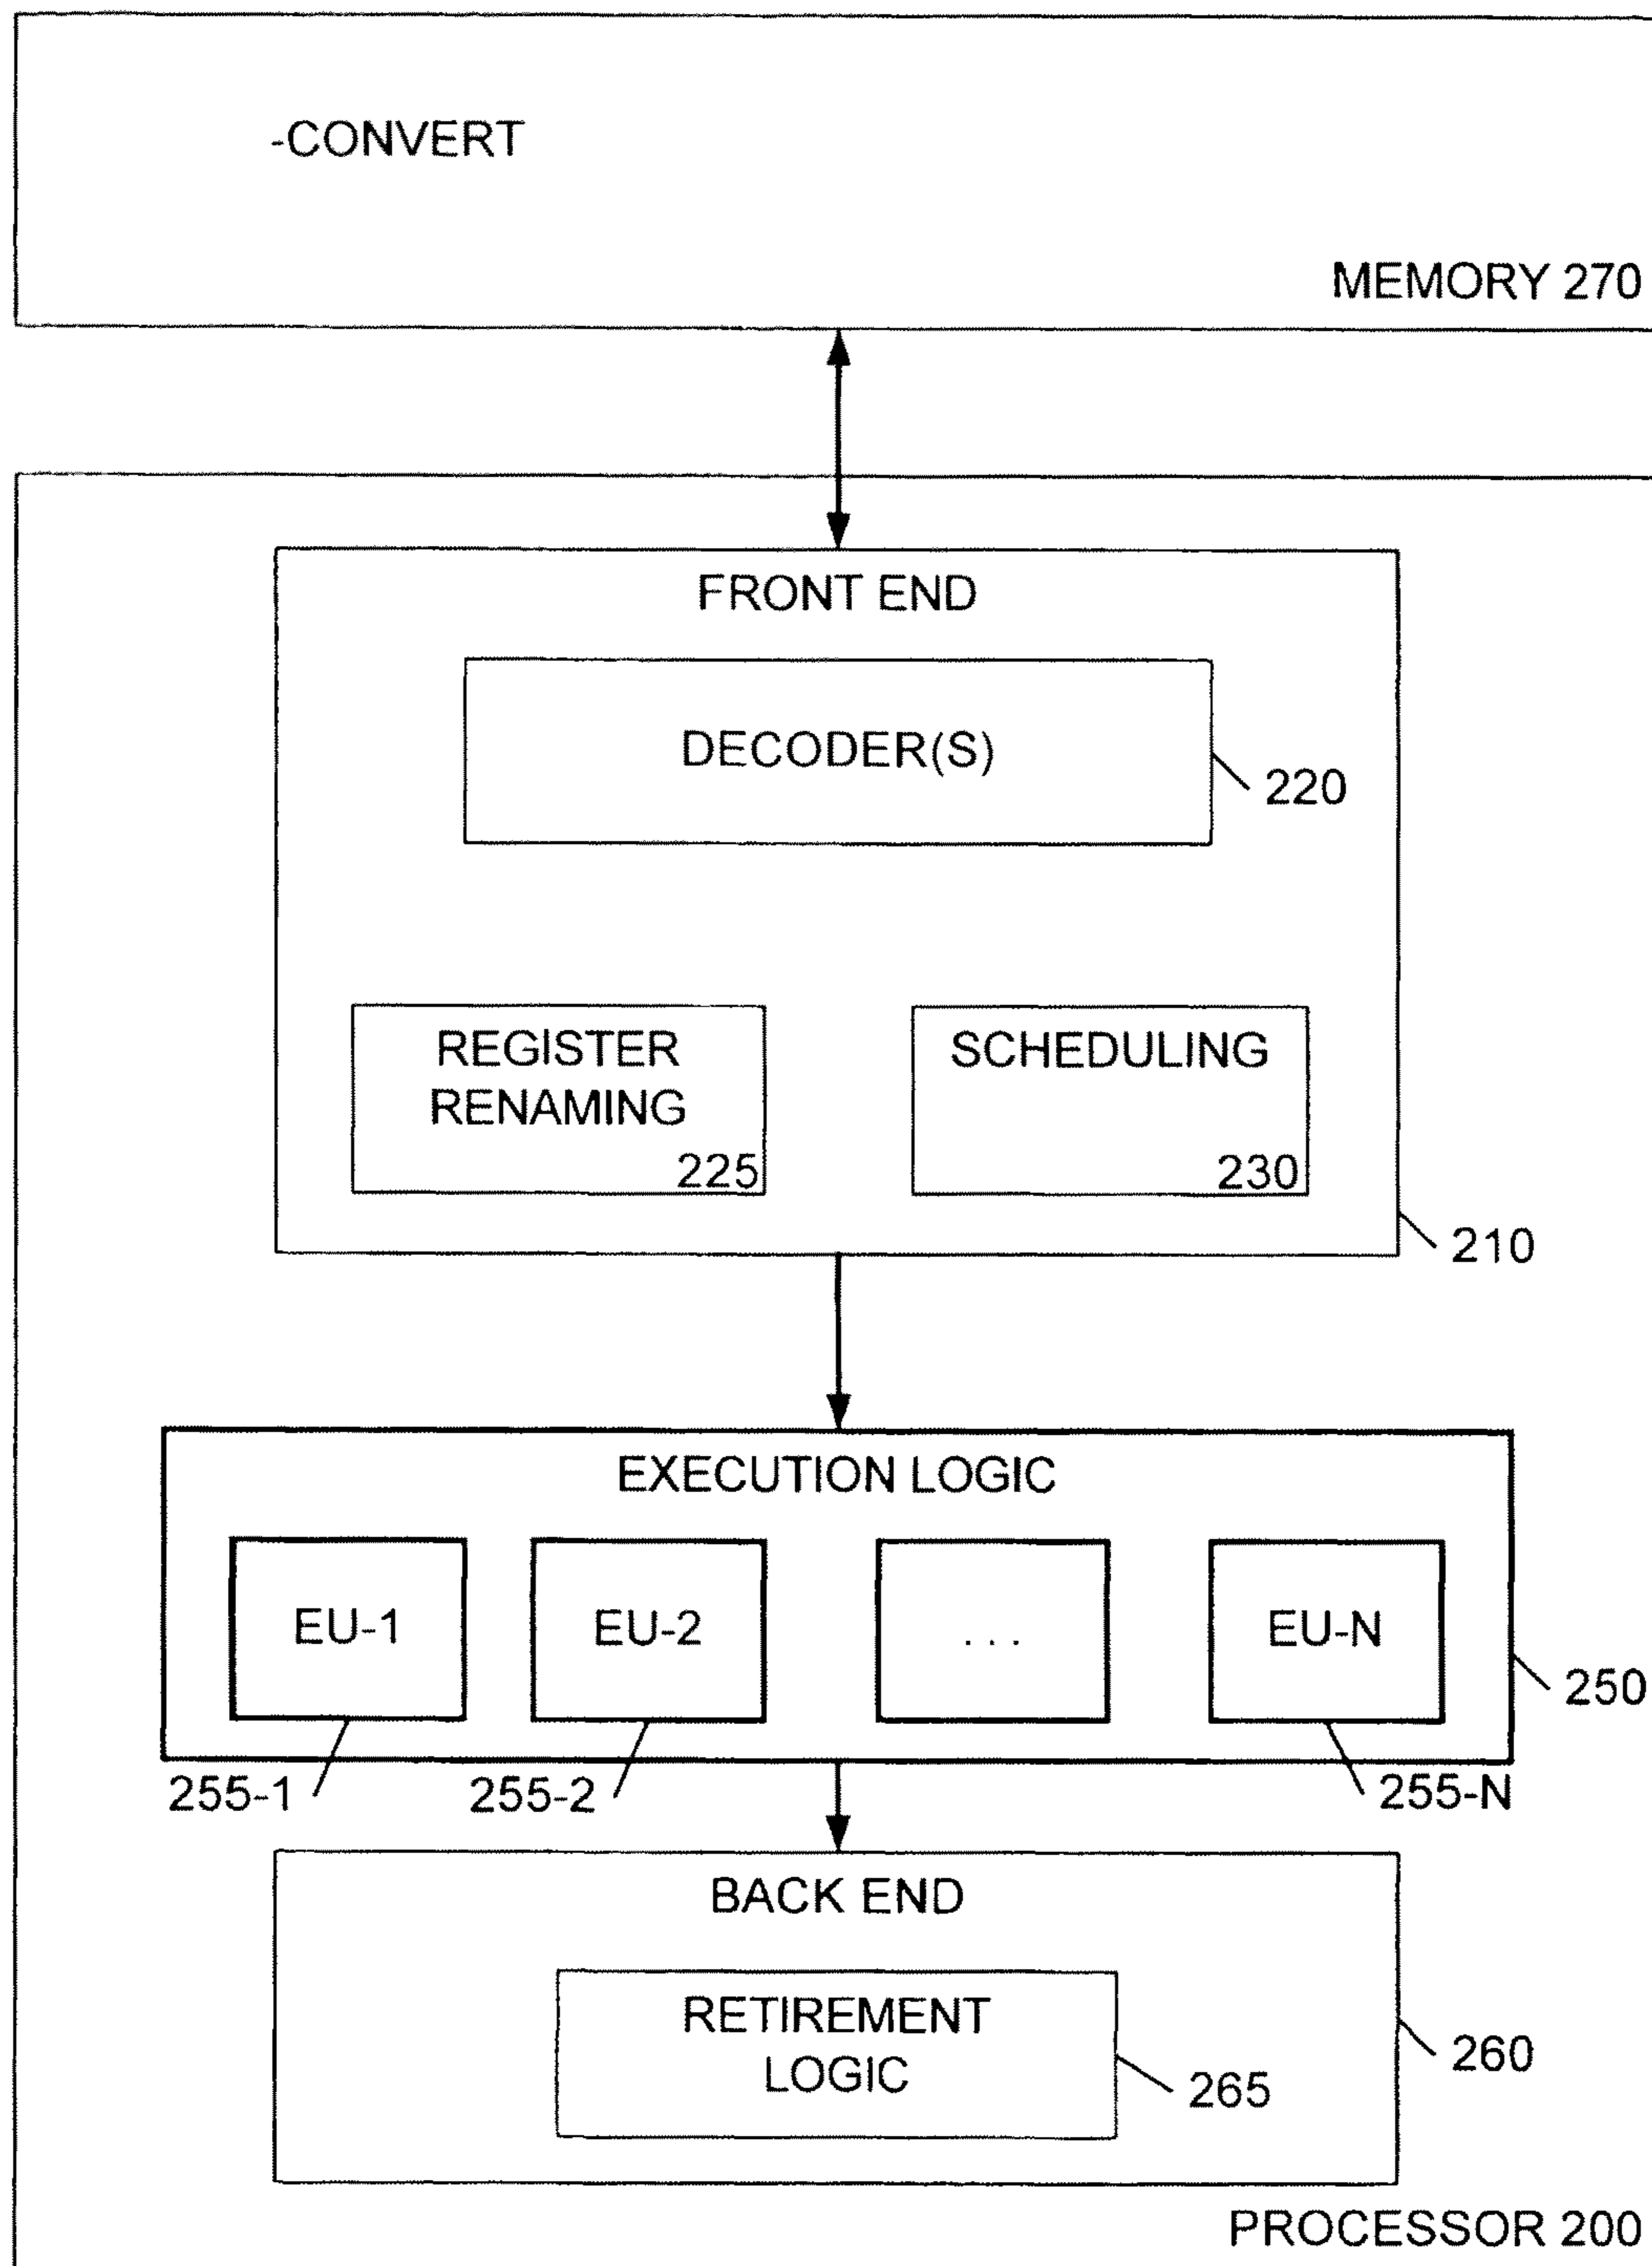 -CONVERT
MEMORY 270
FRONT END
DECODER(S)
220
REGISTER
RENAMING
225
SCHEDULING
230
210
EXECUTION LOGIC
EU-1
EU-2
...
EU-N
250
255-1
255-2
255-N
BACK END
RETIREMENT
LOGIC
265
260
PROCESSOR 200